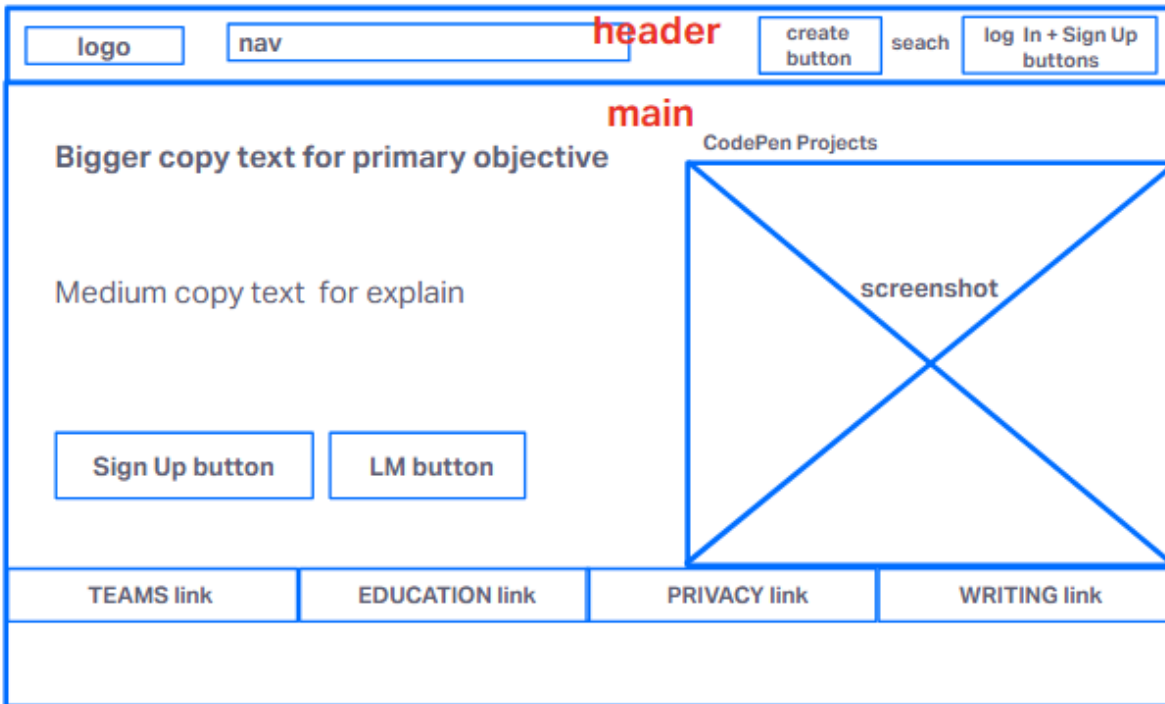 logo
nav
header
create
button
seach
log In + Sign Up
buttons
main
CodePen Projects
Bigger copy text for primary objective
screenshot
Medium copy text for explain
Sign Up button
LM button
TEAMS link
EDUCATION link
PRIVACY link
WRITING link